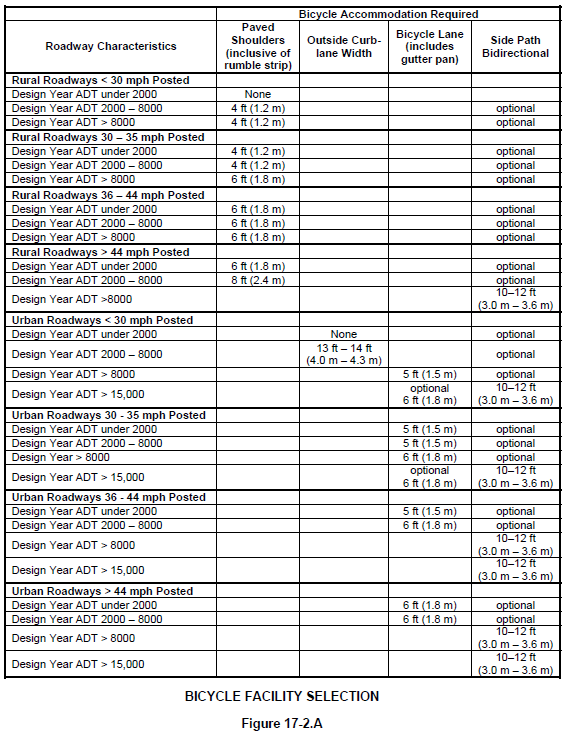 Bicycle Accommodation Required
Roadway Characteristics
Paved
Shoulders
(inclusive of
rumble strip)
Outside Curb-
lane Width
Bicycle Lane
(includes
gutter pan)
Side Path
Bidirectional
Rural Roadways < 30 mph Posted
Design Year ADT under 2000 None
Design Year ADT 2000 – 8000 4 ft (1.2 m) optional
Design Year ADT > 8000 4 ft (1.2 m) optional
Rural Roadways 30 – 35 mph Posted
Design Year ADT under 2000 4 ft (1.2 m) optional
Design Year ADT 2000 – 8000 4 ft (1.2 m) optional
Design Year ADT > 8000 6 ft (1.8 m) optional
Rural Roadways 36 – 44 mph Posted
Design Year ADT under 2000 6 ft (1.8 m) optional
Design Year ADT 2000 – 8000 6 ft (1.8 m) optional
Design Year ADT > 8000 6 ft (1.8 m) optional
Rural Roadways > 44 mph Posted
Design Year ADT under 2000 6 ft (1.8 m) optional
Design Year ADT 2000 – 8000 8 ft (2.4 m) optional
Design Year ADT >8000 10–12 ft
(3.0 m – 3.6 m)
Urban Roadways < 30 mph Posted
Design Year ADT under 2000 None optional
Design Year ADT 2000 – 8000 13 ft – 14 ft
(4.0 m – 4.3 m) optional
Design Year ADT > 8000 5 ft (1.5 m) optional
Design Year ADT > 15,000 optional
6 ft (1.8 m) 10–12 ft
(3.0 m – 3.6 m)
Urban Roadways 30 - 35 mph Posted
Design Year ADT under 2000 5 ft (1.5 m) optional
Design Year ADT 2000 – 8000 5 ft (1.5 m) optional
Design Year > 8000 6 ft (1.8 m) optional
Design Year ADT > 15,000 optional
6 ft (1.8 m) 10–12 ft
(3.0 m – 3.6 m)
Urban Roadways 36 - 44 mph Posted
Design Year ADT under 2000 5 ft (1.5 m) optional
Design Year ADT 2000 – 8000 6 ft (1.8 m) optional
Design Year ADT > 8000 10–12 ft
(3.0 m – 3.6 m)
Design Year ADT > 15,000 10–12 ft
(3.0 m – 3.6 m)
Urban Roadways > 44 mph Posted
Design Year ADT under 2000 6 ft (1.8 m) optional
Design Year ADT 2000 – 8000 6 ft (1.8 m) optional
Design Year ADT > 8000 10–12 ft
(3.0 m – 3.6 m)
Design Year ADT > 15,000 10–12 ft
(3.0 m – 3.6 m)
BICYCLE FACILITY SELECTION
Figure 17-2.A